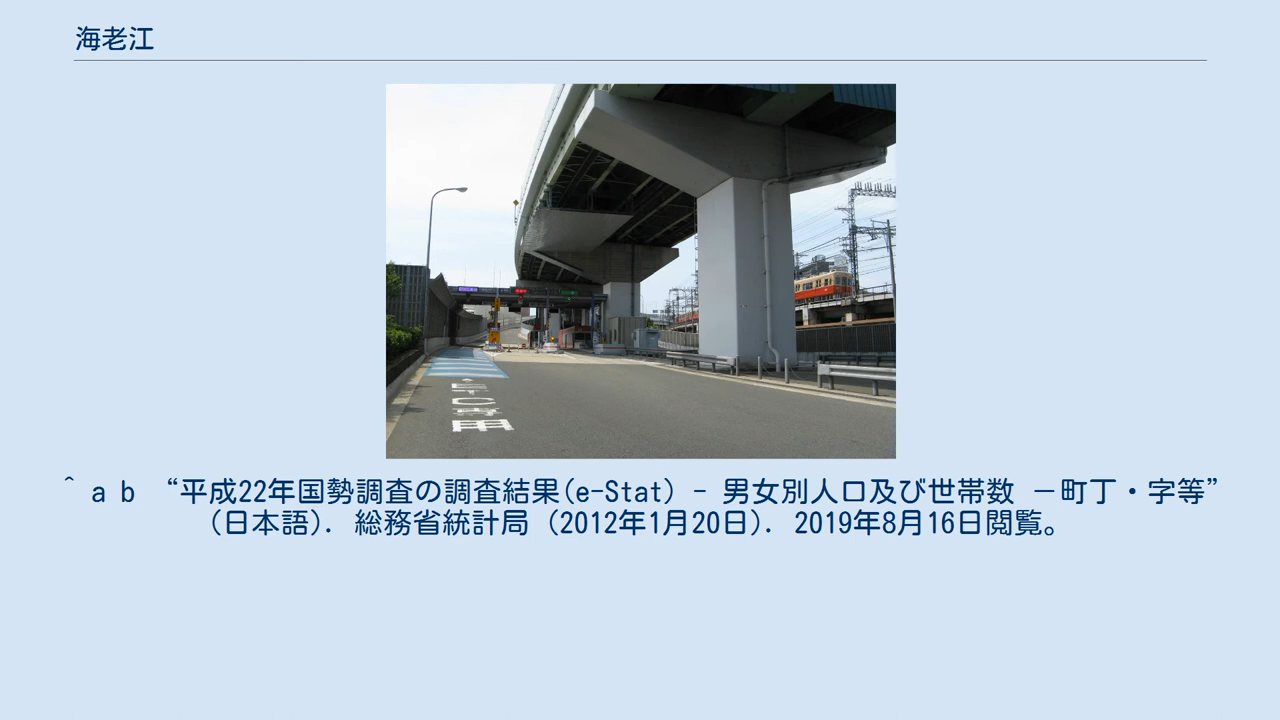 海老江
^ a b “平成22年国勢調査の調査結果(e-Stat) - 男女別人口及び世帯数 －町丁・字等”
(日本語). 総務省統計局 (2012年1月20日). 2019年8月16日閲覧。